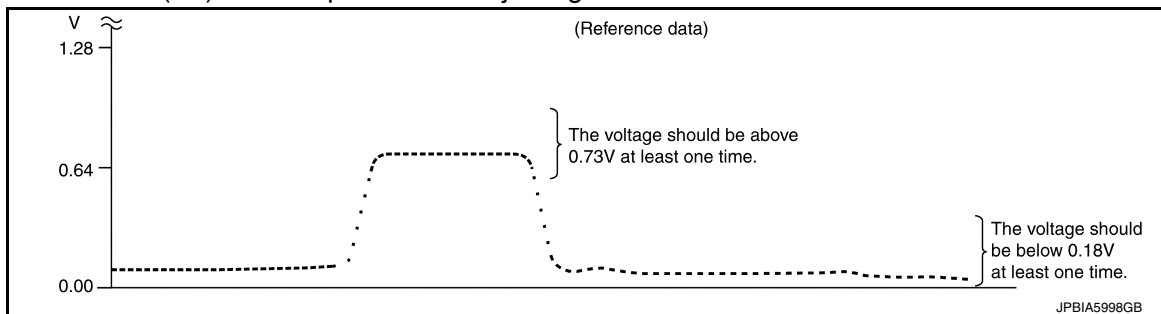 V
(Reference data)
1.28
The voltage should be above
0.73V at least one time.
0.64
The voltage should
be below 0.18V
at least one time.
0.00
JPBIA5998GB